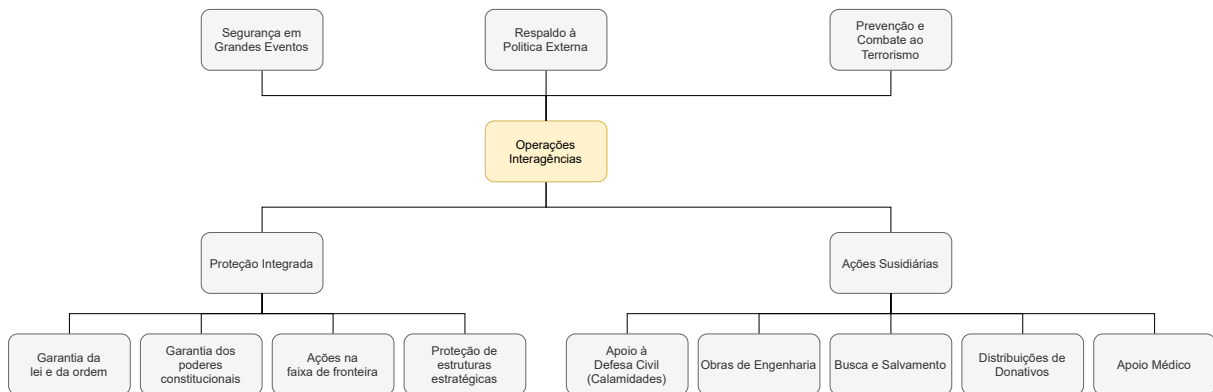 Segurança em
Grandes Eventos
Respaldo à
Politica Externa
Prevenção e
Combate ao
Terrorismo
Operações
Interagências
Proteção Integrada
Ações Susidiárias
Garantia da
lei e da ordem
Garantia dos
poderes
constitucionais
Ações na
faixa de fronteira
Proteção de
estruturas
estratégicas
Apoio à
Defesa Civil
(Calamidades)
Obras de Engenharia
Busca e Salvamento
Distribuições de
Donativos
Apoio Médico